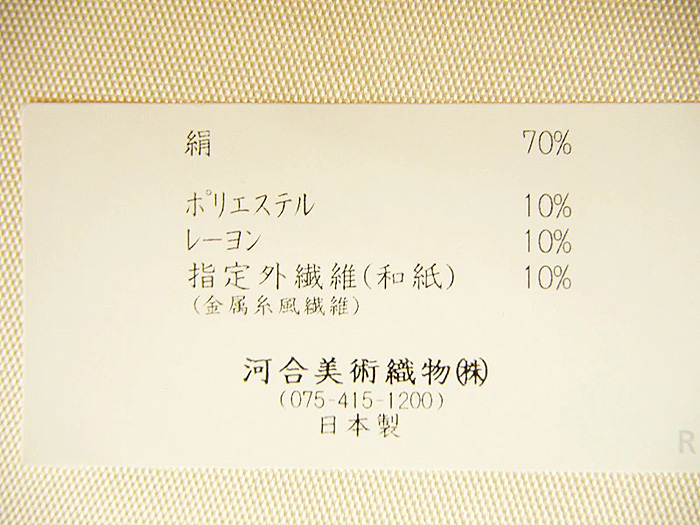 絹 70%
ポリエステル 10%
レーヨン 10%
指定外繊維(和紙) 10%
(金属糸風繊維)
河合美術織物㈱
(075-415-1200)
日本製
R